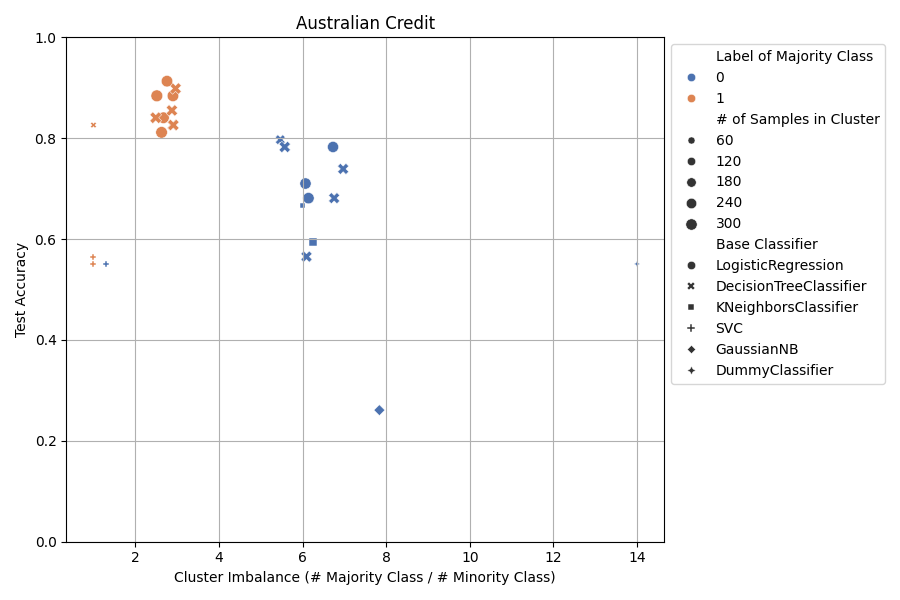 Australian Credit
Test Accuracy
1.0
0.8
0.6
0.4
0.2
0.0
2
4
6
8
10
12
14
Cluster Imbalance (# Majority Class / # Minority Class)
Label of Majority Class
0
1
# of Samples in Cluster
60
120
180
240
300
Base Classifier
LogisticRegression
DecisionTreeClassifier
KNeighborsClassifier
SVC
GaussianNB
DummyClassifier